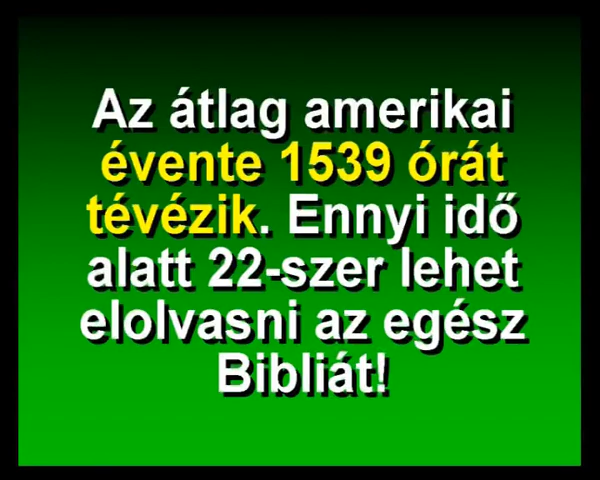 Az átlag amerikai
évente 1539 órát
tévézik. Ennyi idő
alatt 22-szer lehet
elolvasni az egész
Bibliát!